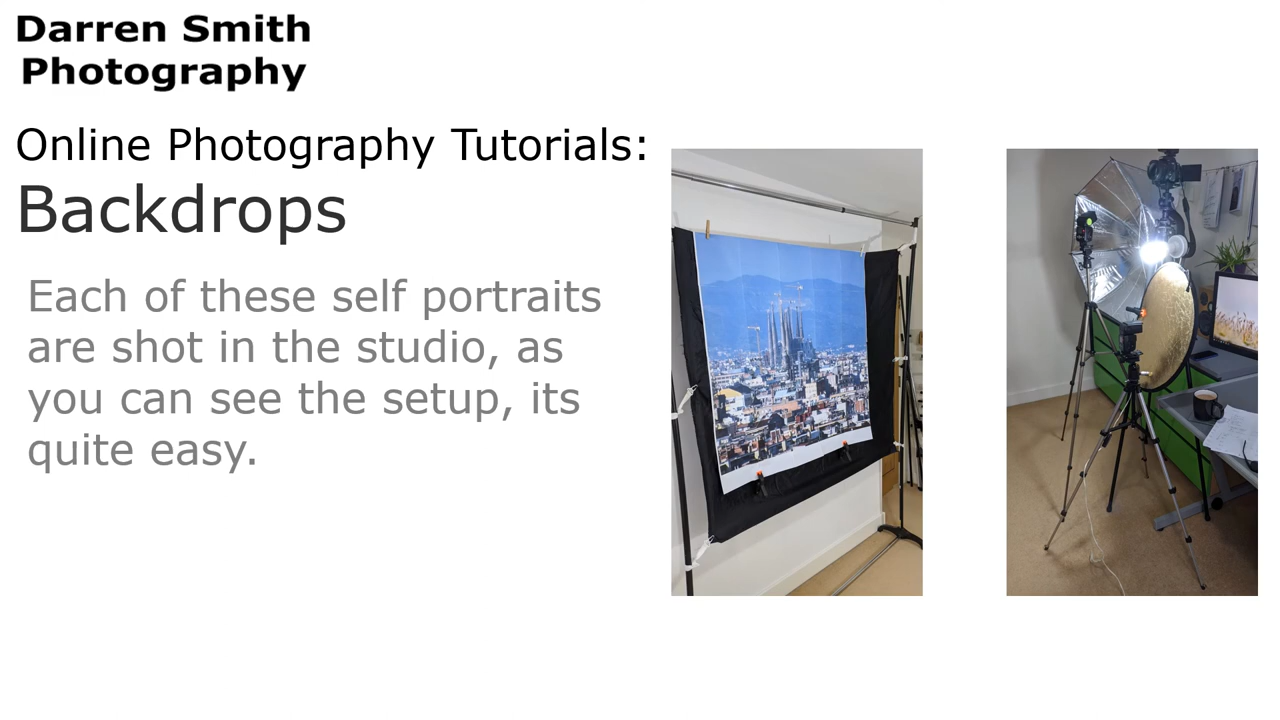 Darren Smith
Photography
Online Photography Tutorials:
Backdrops
Each of these self portraits
are shot in the studio, as
you can see the setup, its
quite easy.